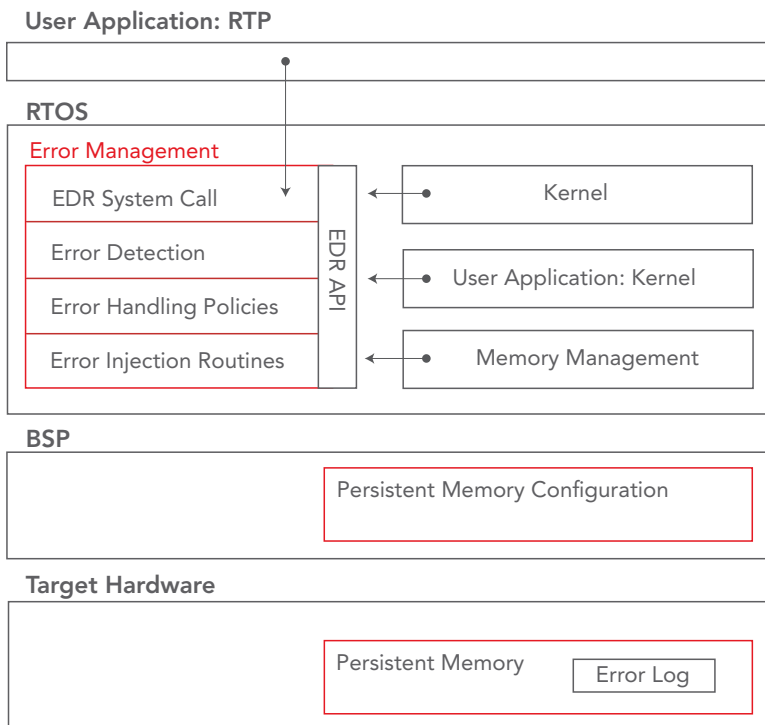 User Application: RTP
RTOS
Error Management
EDR System Call
Error Detection
Error Handling Policies
Error Injection Routines
EDR API
Kernel
User Application: Kernel
Memory Management
BSP
Persistent Memory Configuration
Target Hardware
Persistent Memory
Error Log